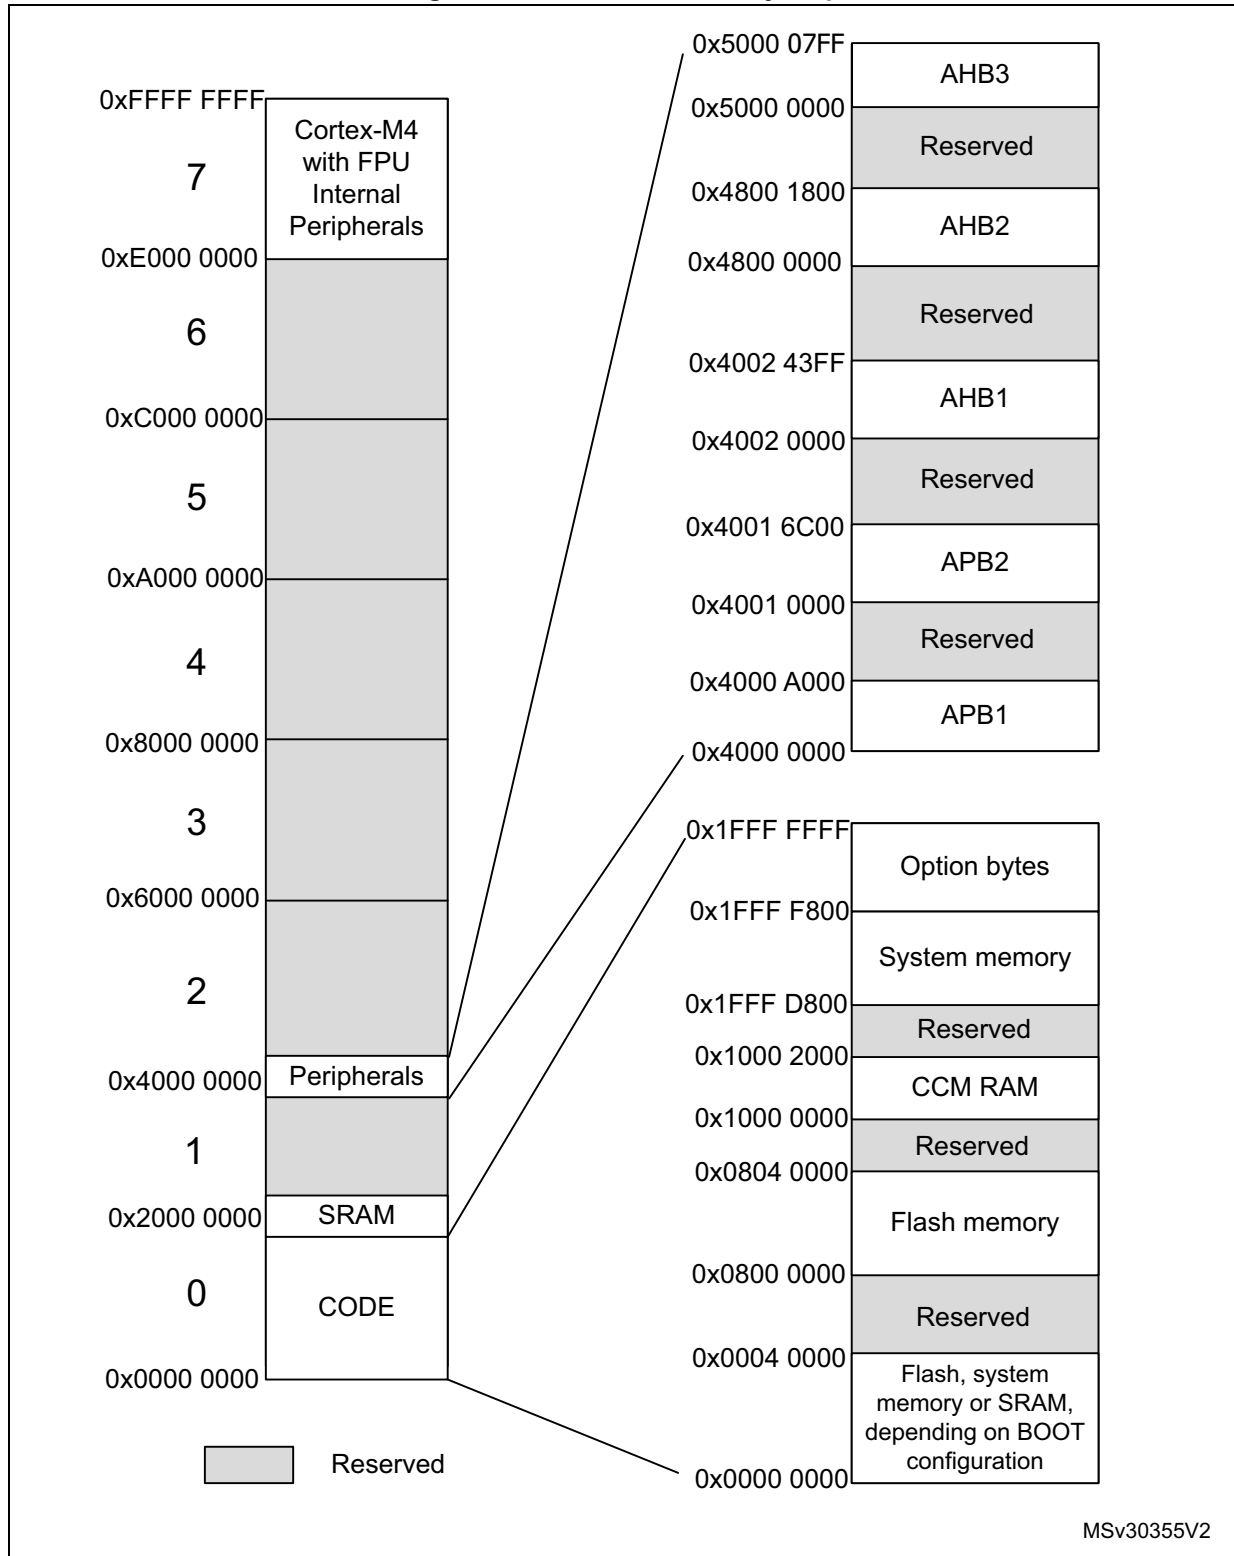 0xFFFF FFFF
Cortex-M4
with FPU
Internal
Peripherals
7
0xE000 0000
6
0xC000 0000
5
0xA000 0000
4
0x8000 0000
3
0x6000 0000
2
0x4000 0000
Peripherals
1
0x2000 0000
SRAM
0
CODE
0x0000 0000
Reserved
0x5000 07FF
AHB3
0x5000 0000
Reserved
0x4800 1800
AHB2
0x4800 0000
Reserved
0x4002 43FF
AHB1
0x4002 0000
Reserved
0x4001 6C00
APB2
0x4001 0000
Reserved
0x4000 A000
APB1
0x4000 0000
0x1FFF FFFF
Option bytes
0x1FFF F800
System memory
0x1FFF D800
Reserved
0x1000 2000
CCM RAM
0x1000 0000
Reserved
0x0804 0000
Flash memory
0x0800 0000
Reserved
0x0004 0000
Flash, system
memory or SRAM,
depending on BOOT
configuration
0x0000 0000
MSv30355V2